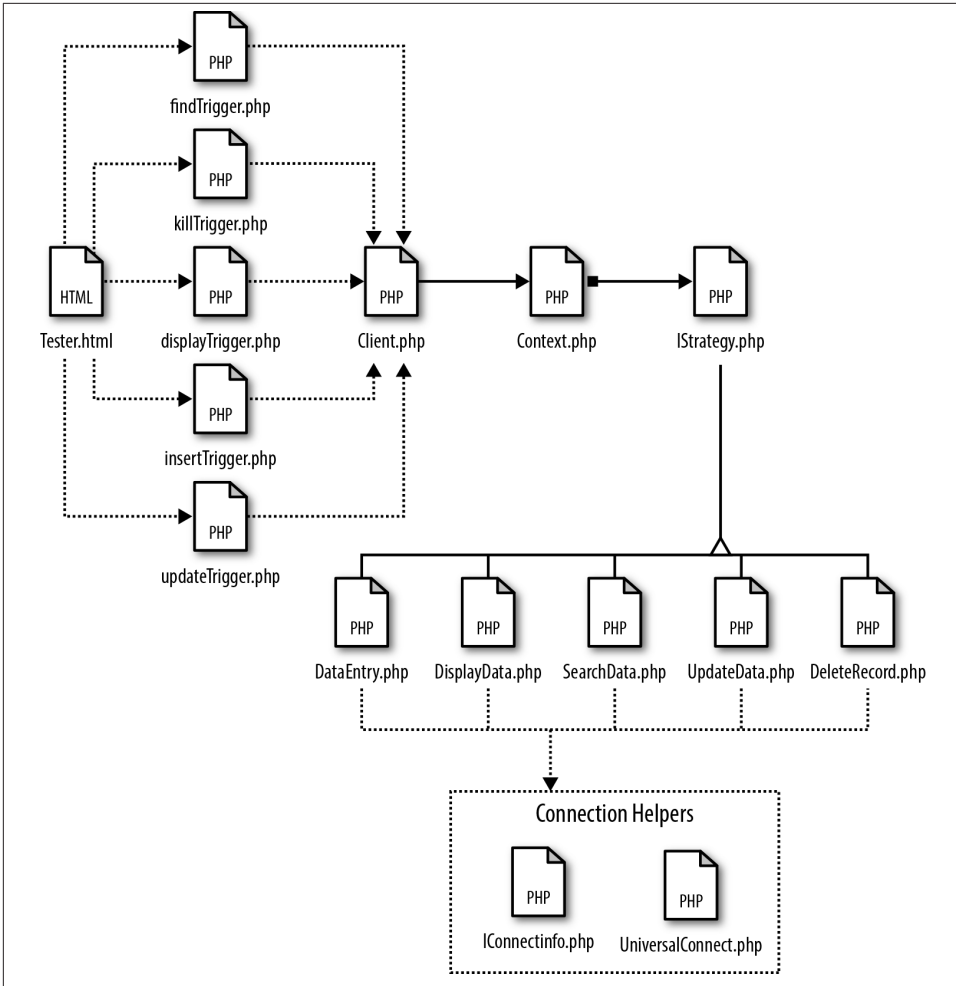 PHP
findTrigger.php
PHP
killTrigger.php
HTML
Tester.html
PHP
displayTrigger.php
PHP
Client.php
PHP
Context.php
PHP
IStrategy.php
PHP
insertTrigger.php
PHP
updateTrigger.php
PHP
DataEntry.php
PHP
DisplayData.php
PHP
SearchData.php
PHP
UpdateData.php
PHP
DeleteRecord.php
Connection Helpers
PHP
IConnectinfo.php
PHP
UniversalConnect.php